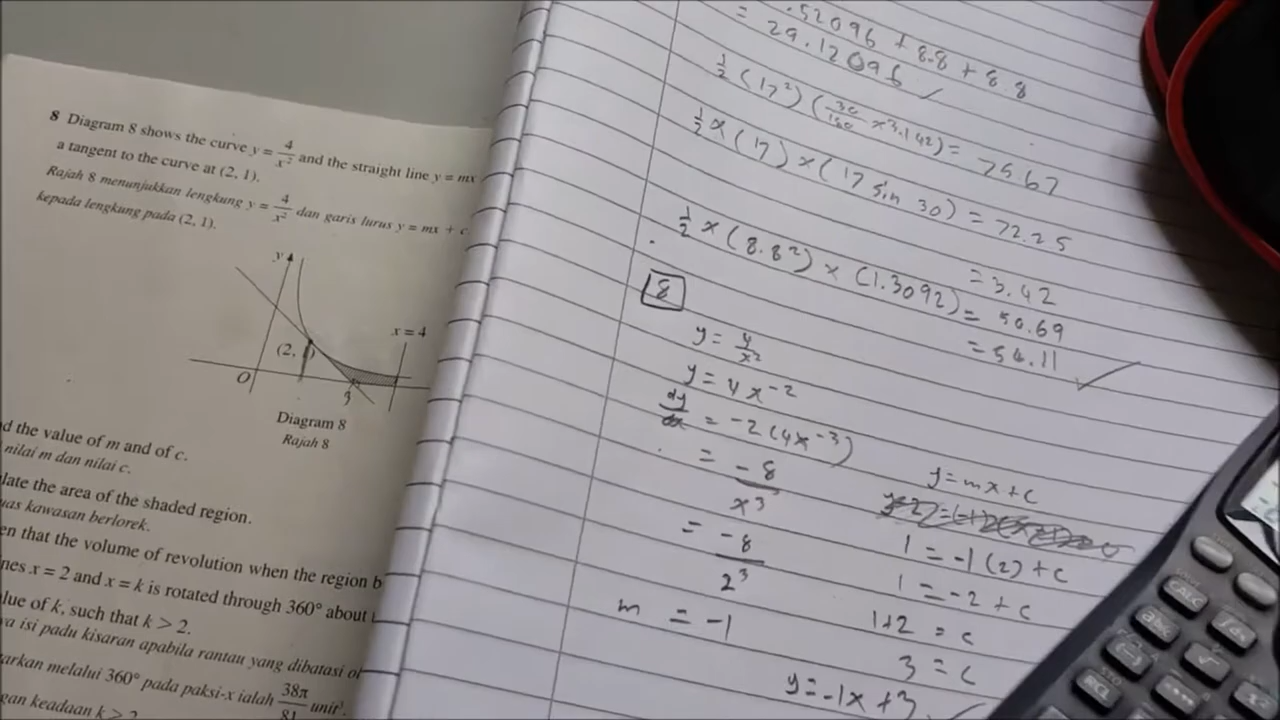 8 Diagram 8 shows the curve y = 4/x² and the straight line y = mx
a tangent to the curve at (2, 1).
Rajah 8 menunjukkan lengkung y = 4/x² dan garis lurus y = mx + c
kepada lengkung pada (2, 1).
y
x = 4
(2, 1)
O
3
Diagram 8
Rajah 8
the value of m and of c.
nilai m dan nilai c.
late the area of the shaded region.
kawasan berlorek.
en that the volume of revolution when the region b
nes x = 2 and x = k is rotated through 360° about
lue of k, such that k > 2.
isi padu kisaran apabila rantau yang dibatasi ol
arkan melalui 360° pada paksi-x ialah 38π/81 unit³.
gan keadaan k > 2
.52096 + 8.8 + 8.8
= 29.12096 ✓
½ (17²) (30/180 × 3.142) = 75.67
½ × (17) × (17 sin 30) = 72.25
= 3.42
½ × (8.8²) × (1.3092) = 50.69
= 54.11 ✓
8
y = 4/x²
y = 4x⁻²
dy/dx = -2(4x⁻³)
= -8/x³
= -8/2³
m = -1
y = mx + c
1 = -1(2) + c
1 = -2 + c
1+2 = c
3 = c
y = -1x + 3 ✓
CALC
∫dx
√
RCL